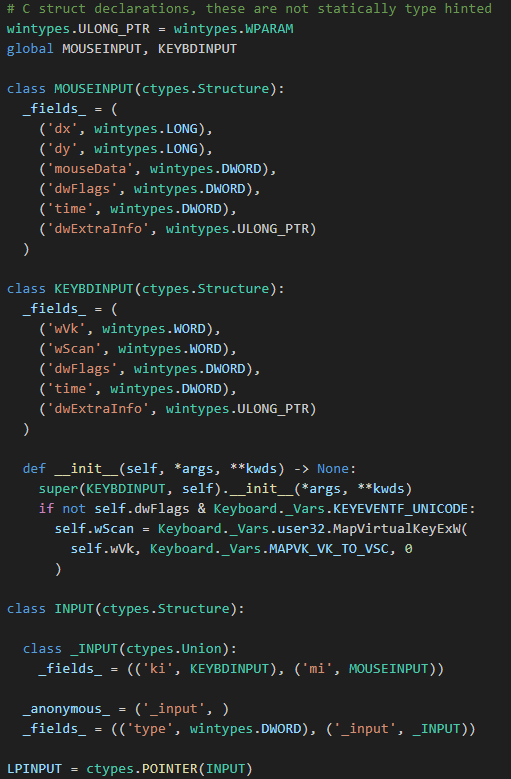 # C struct declarations, these are not statically type hinted
wintypes.ULONG_PTR = wintypes.WPARAM
global MOUSEINPUT, KEYBDINPUT

class MOUSEINPUT(ctypes.Structure):
  _fields_ = (
    ('dx', wintypes.LONG),
    ('dy', wintypes.LONG),
    ('mouseData', wintypes.DWORD),
    ('dwFlags', wintypes.DWORD),
    ('time', wintypes.DWORD),
    ('dwExtraInfo', wintypes.ULONG_PTR)
  )

class KEYBDINPUT(ctypes.Structure):
  _fields_ = (
    ('wVk', wintypes.WORD),
    ('wScan', wintypes.WORD),
    ('dwFlags', wintypes.DWORD),
    ('time', wintypes.DWORD),
    ('dwExtraInfo', wintypes.ULONG_PTR)
  )

  def __init__(self, *args, **kwds) -> None:
    super(KEYBDINPUT, self).__init__(*args, **kwds)
    if not self.dwFlags & Keyboard._Vars.KEYEVENTF_UNICODE:
      self.wScan = Keyboard._Vars.user32.MapVirtualKeyExW(
        self.wVk, Keyboard._Vars.MAPVK_VK_TO_VSC, 0
      )

class INPUT(ctypes.Structure):

  class _INPUT(ctypes.Union):
    _fields_ = (('ki', KEYBDINPUT), ('mi', MOUSEINPUT))

  _anonymous_ = ('_input', )
  _fields_ = (('type', wintypes.DWORD), ('_input', _INPUT))

LPINPUT = ctypes.POINTER(INPUT)